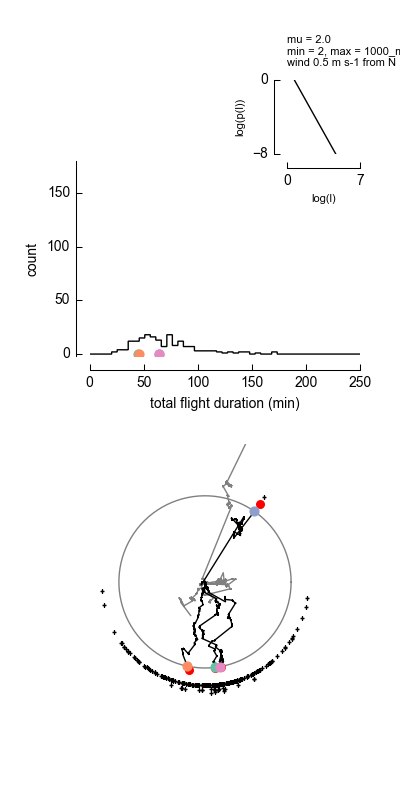 mu = 2.0
min = 2, max = 1000_m
wind 0.5 m s-1 from N
0
log(p(l))
−8
0
7
log(l)
150
count
100
50
0
0
50
100
150
200
250
total flight duration (min)